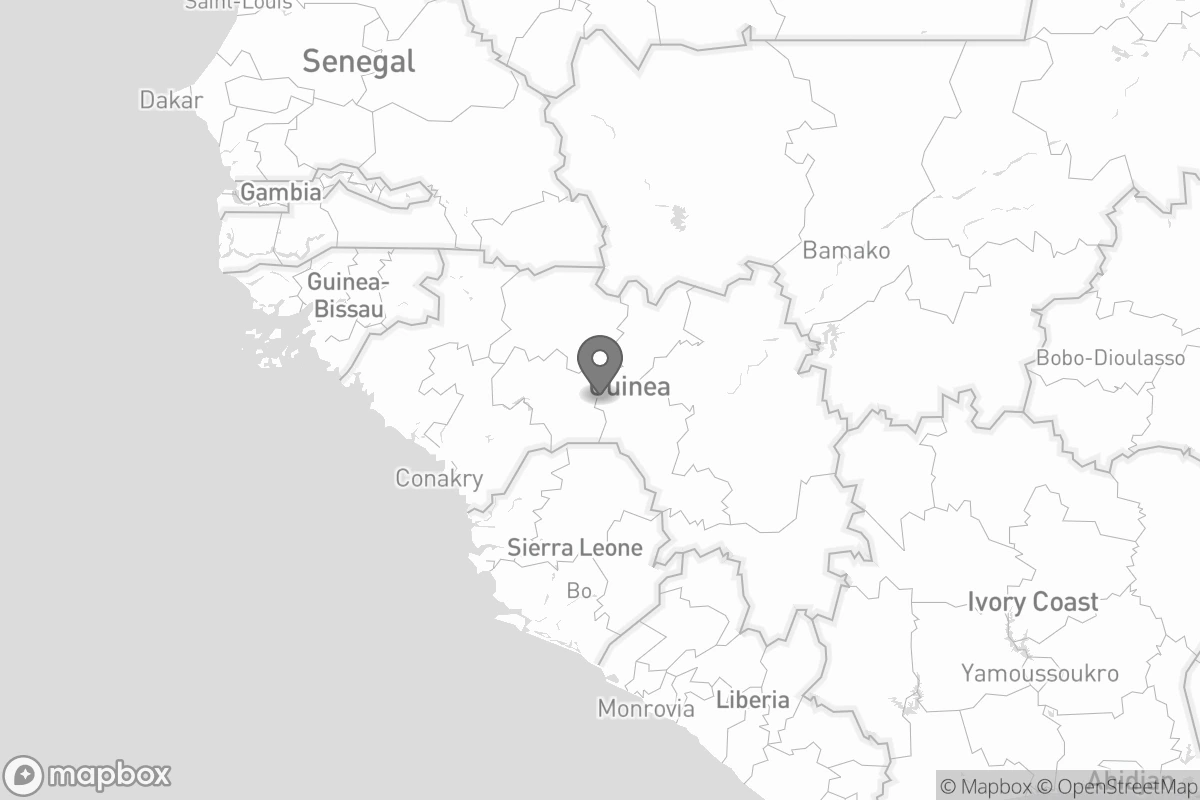 Saint-Louis
Senegal
Dakar
Gambia
Bamako
Guinea-
Bissau
Bobo-Dioulasso
Guinea
Conakry
Sierra Leone
Bo
Ivory Coast
Yamoussoukro
Liberia
Monrovia
Abidjan
mapbox
© Mapbox © OpenStreetMap